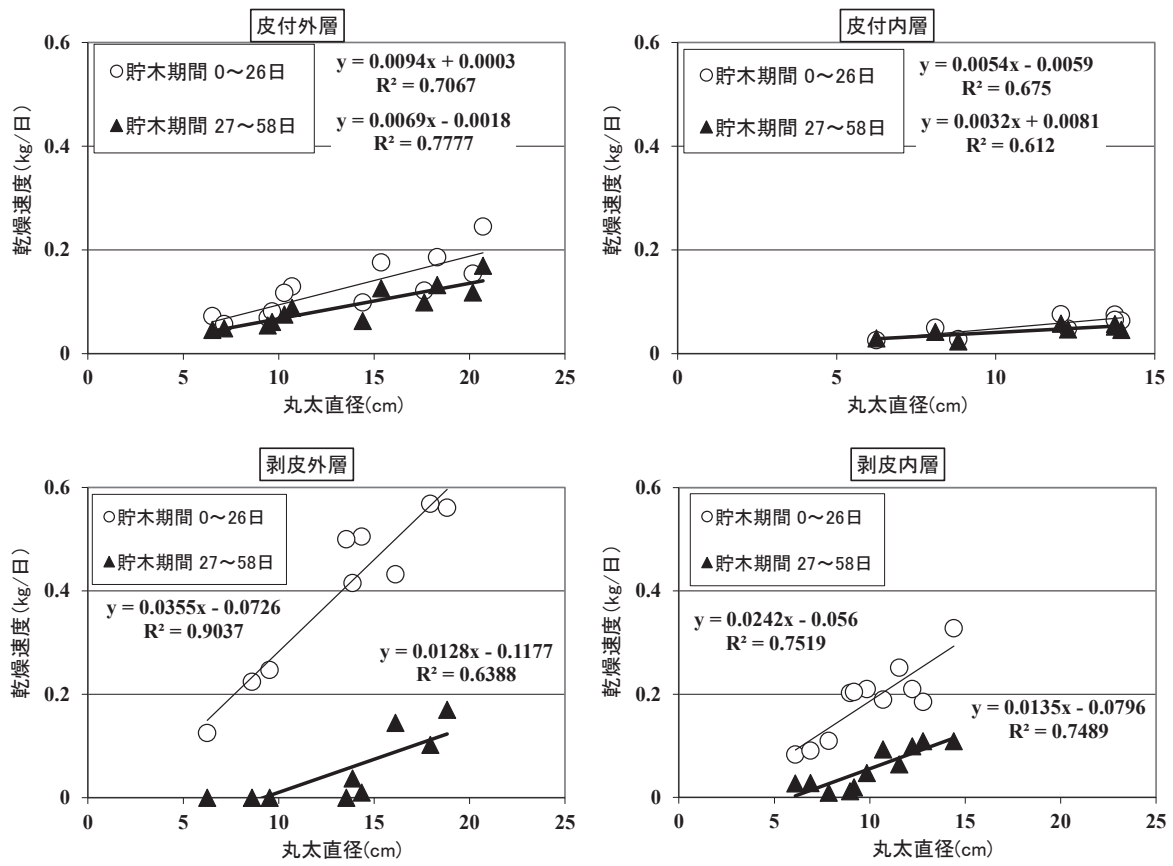 皮付外層
0.6
0.4
0.2
0
乾燥速度(kg/日)
○貯木期間 0～26日
▲貯木期間 27～58日
y = 0.0094x + 0.0003
R² = 0.7067
y = 0.0069x - 0.0018
R² = 0.7777
0 5 10 15 20 25
丸太直径(cm)
皮付内層
0.6
0.4
0.2
0
乾燥速度(kg/日)
○貯木期間 0～26日
▲貯木期間 27～58日
y = 0.0054x - 0.0059
R² = 0.675
y = 0.0032x + 0.0081
R² = 0.612
0 5 10 15
丸太直径(cm)
剥皮外層
0.6
0.4
0.2
0
乾燥速度(kg/日)
○貯木期間 0～26日
▲貯木期間 27～58日
y = 0.0355x - 0.0726
R² = 0.9037
y = 0.0128x - 0.1177
R² = 0.6388
0 5 10 15 20 25
丸太直径(cm)
剥皮内層
0.6
0.4
0.2
0
乾燥速度(kg/日)
○貯木期間 0～26日
▲貯木期間 27～58日
y = 0.0242x - 0.056
R² = 0.7519
y = 0.0135x - 0.0796
R² = 0.7489
0 5 10 15 20 25
丸太直径(cm)